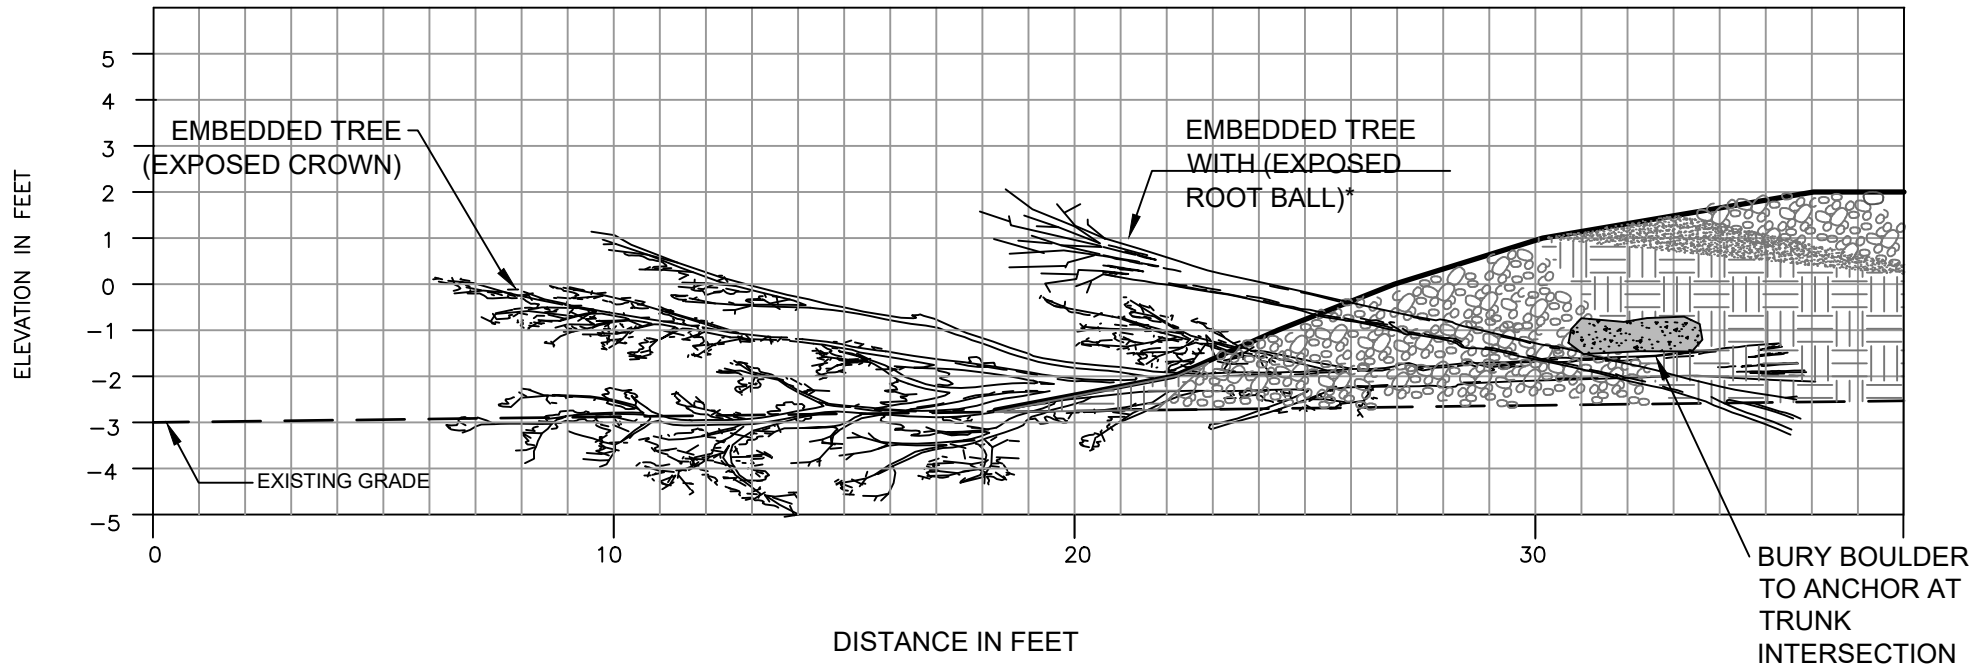 5
4
3
2
1
0
−1
−2
−3
−4
−5
ELEVATION IN FEET
EMBEDDED TREE
(EXPOSED CROWN)
EMBEDDED TREE
WITH (EXPOSED
ROOT BALL)*
EXISTING GRADE
0
10
20
30
BURY BOULDER
TO ANCHOR AT
TRUNK
INTERSECTION
DISTANCE IN FEET